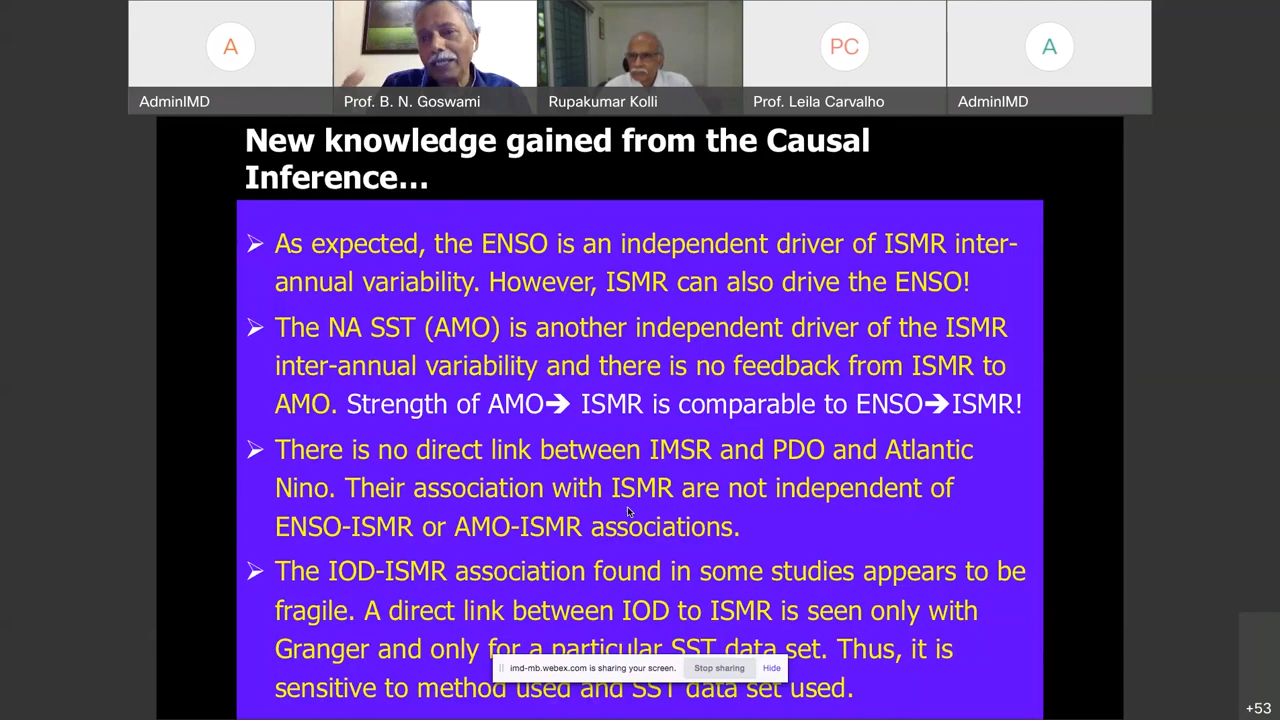 A
PC
A
AdminIMD
Prof. B. N. Goswami
Rupakumar Kolli
Prof. Leila Carvalho
AdminIMD
New knowledge gained from the Causal
Inference...
➢ As expected, the ENSO is an independent driver of ISMR inter-
annual variability. However, ISMR can also drive the ENSO!
➢ The NA SST (AMO) is another independent driver of the ISMR
inter-annual variability and there is no feedback from ISMR to
AMO. Strength of AMO➔ ISMR is comparable to ENSO➔ISMR!
➢ There is no direct link between IMSR and PDO and Atlantic
Nino. Their association with ISMR are not independent of
ENSO-ISMR or AMO-ISMR associations.
➢ The IOD-ISMR association found in some studies appears to be
fragile. A direct link between IOD to ISMR is seen only with
Granger and only for a particular SST data set. Thus, it is
imd-mb.webex.com is sharing your screen.
Stop sharing
Hide
sensitive to method used and SST data set used.
+53